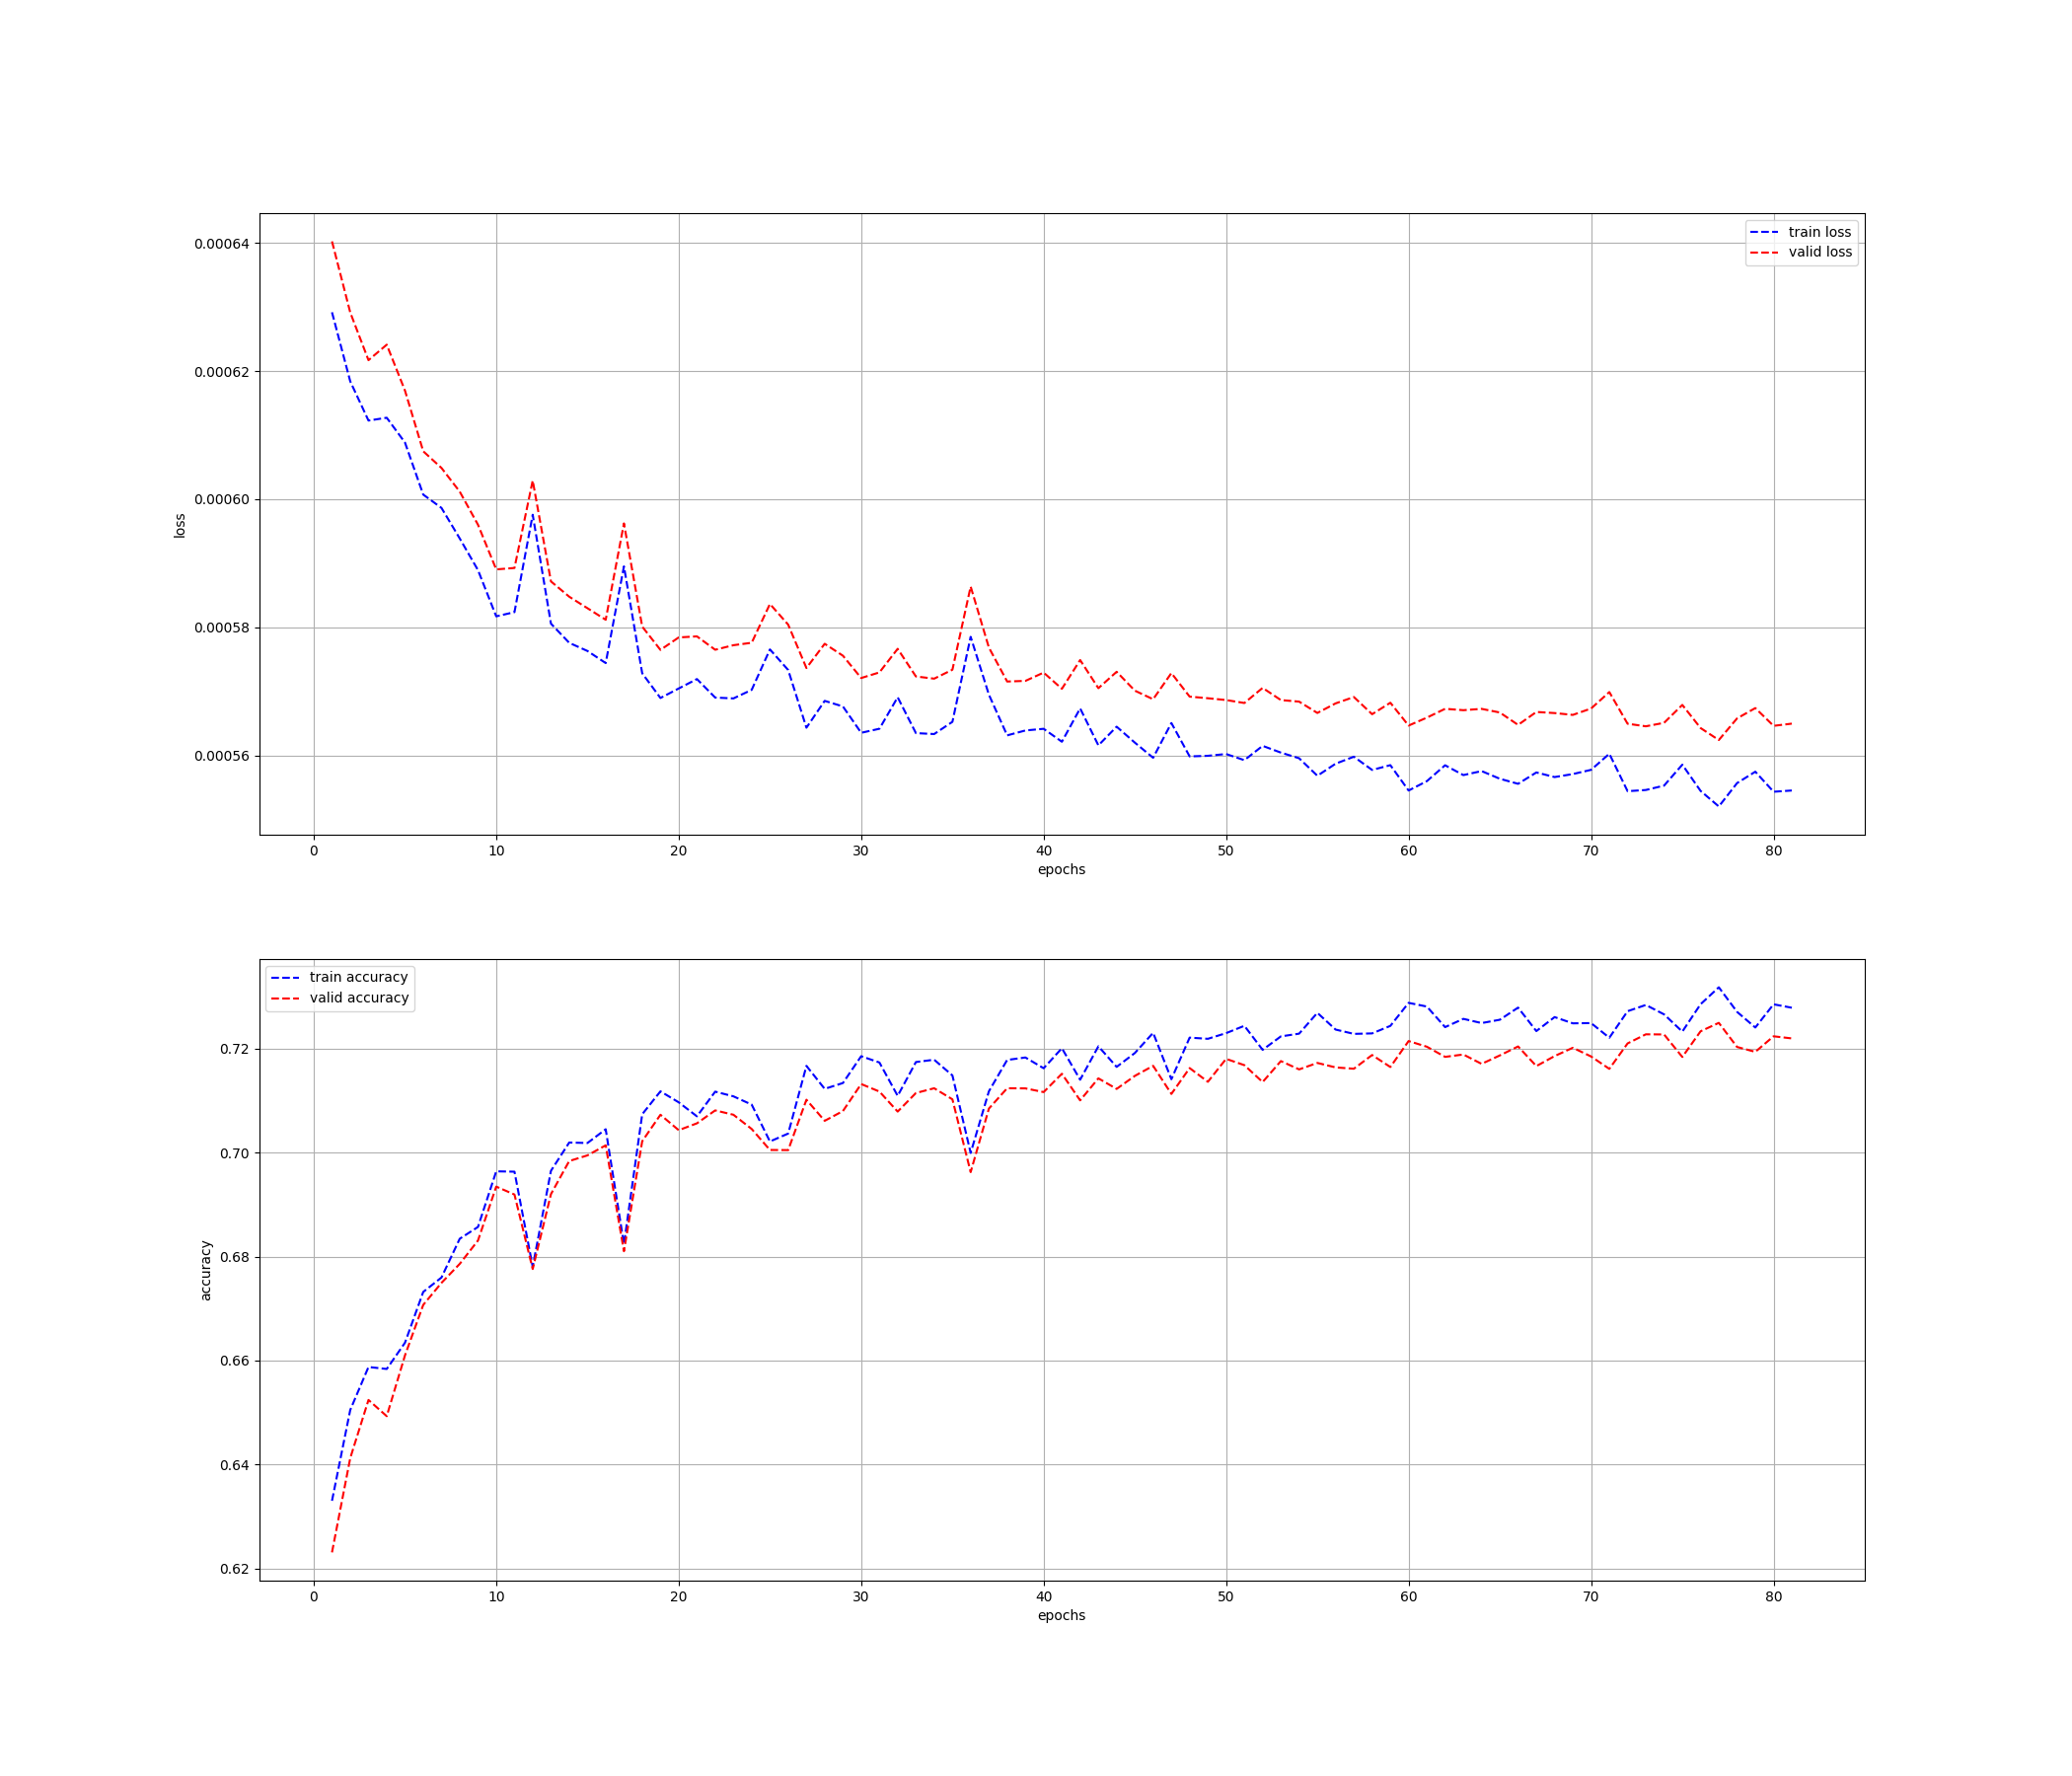 train loss
valid loss
0.00064
0.00062
0.00060
0.00058
0.00056
loss
0 10 20 30 40 50 60 70 80
epochs
train accuracy
valid accuracy
0.72
0.70
0.68
0.66
0.64
0.62
accuracy
0 10 20 30 40 50 60 70 80
epochs